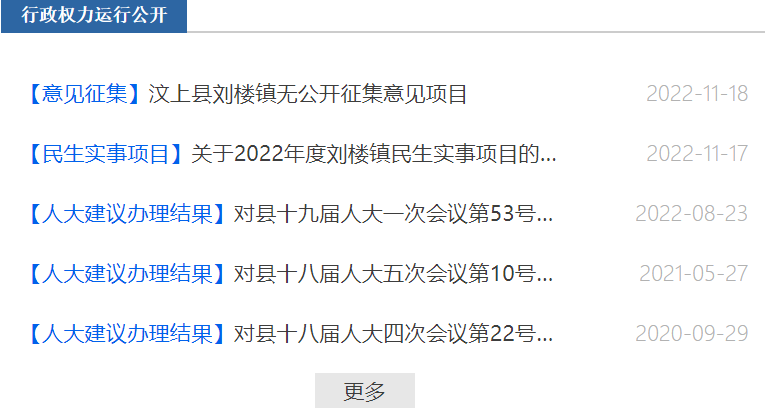 行政权力运行公开
【意见征集】汶上县刘楼镇无公开征集意见项目 2022-11-18
【民生实事项目】关于2022年度刘楼镇民生实事项目的... 2022-11-17
【人大建议办理结果】对县十九届人大一次会议第53号... 2022-08-23
【人大建议办理结果】对县十八届人大五次会议第10号... 2021-05-27
【人大建议办理结果】对县十八届人大四次会议第22号... 2020-09-29
更多